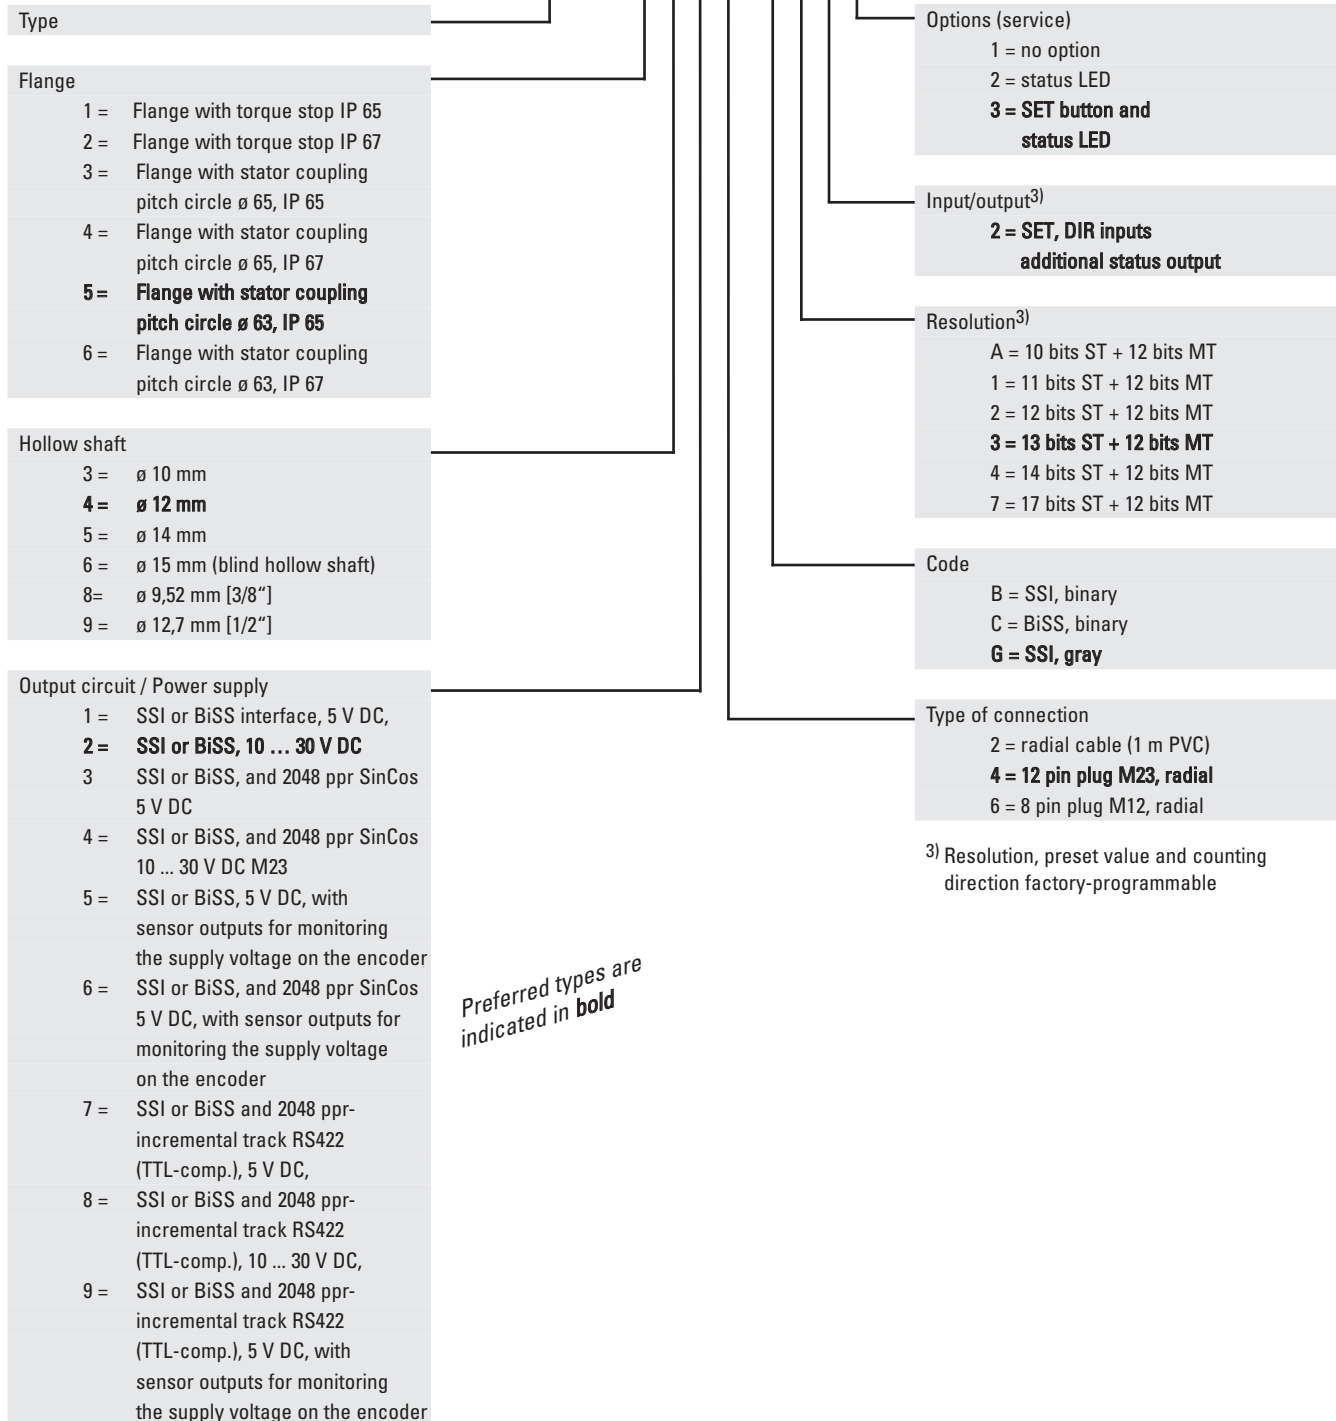 Type
Flange
1 = Flange with torque stop IP 65
2 = Flange with torque stop IP 67
3 = Flange with stator coupling
pitch circle ø 65, IP 65
4 = Flange with stator coupling
pitch circle ø 65, IP 67
5 = Flange with stator coupling
pitch circle ø 63, IP 65
6 = Flange with stator coupling
pitch circle ø 63, IP 67
Hollow shaft
3 = ø 10 mm
4 = ø 12 mm
5 = ø 14 mm
6 = ø 15 mm (blind hollow shaft)
8= ø 9,52 mm [3/8“]
9 = ø 12,7 mm [1/2“]
Output circuit / Power supply
1 = SSI or BiSS interface, 5 V DC,
2 = SSI or BiSS, 10 … 30 V DC
3 SSI or BiSS, and 2048 ppr SinCos
5 V DC
4 = SSI or BiSS, and 2048 ppr SinCos
10 ... 30 V DC M23
5 = SSI or BiSS, 5 V DC, with
sensor outputs for monitoring
the supply voltage on the encoder
6 = SSI or BiSS, and 2048 ppr SinCos
5 V DC, with sensor outputs for
monitoring the supply voltage
on the encoder
7 = SSI or BiSS and 2048 ppr-
incremental track RS422
(TTL-comp.), 5 V DC,
8 = SSI or BiSS and 2048 ppr-
incremental track RS422
(TTL-comp.), 10 ... 30 V DC,
9 = SSI or BiSS and 2048 ppr-
incremental track RS422
(TTL-comp.), 5 V DC, with
sensor outputs for monitoring
the supply voltage on the encoder
Preferred types are
indicated in bold
Options (service)
1 = no option
2 = status LED
3 = SET button and
status LED
Input/output3)
2 = SET, DIR inputs
additional status output
Resolution3)
A = 10 bits ST + 12 bits MT
1 = 11 bits ST + 12 bits MT
2 = 12 bits ST + 12 bits MT
3 = 13 bits ST + 12 bits MT
4 = 14 bits ST + 12 bits MT
7 = 17 bits ST + 12 bits MT
Code
B = SSI, binary
C = BiSS, binary
G = SSI, gray
Type of connection
2 = radial cable (1 m PVC)
4 = 12 pin plug M23, radial
6 = 8 pin plug M12, radial
3) Resolution, preset value and counting
direction factory-programmable